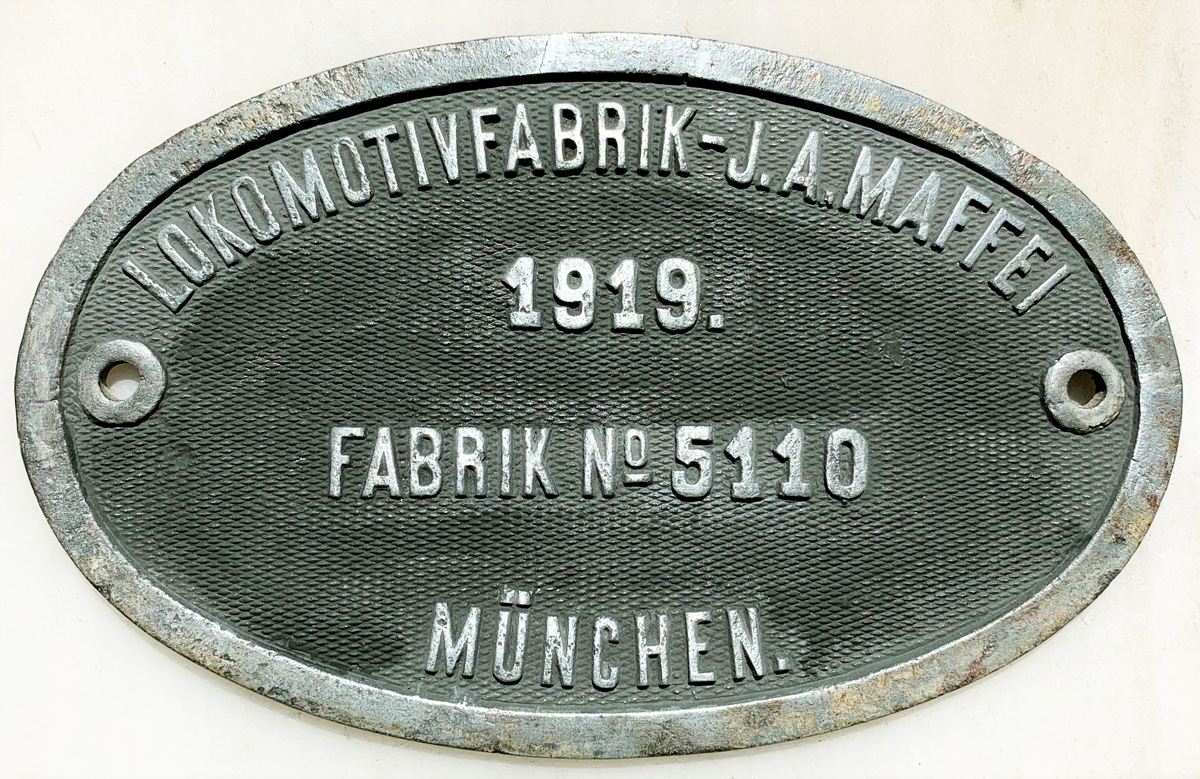 LOKOMOTIVFABRIK-J.A.MAFFEI
1919.
FABRIK Nº 5110
MÜNCHEN.